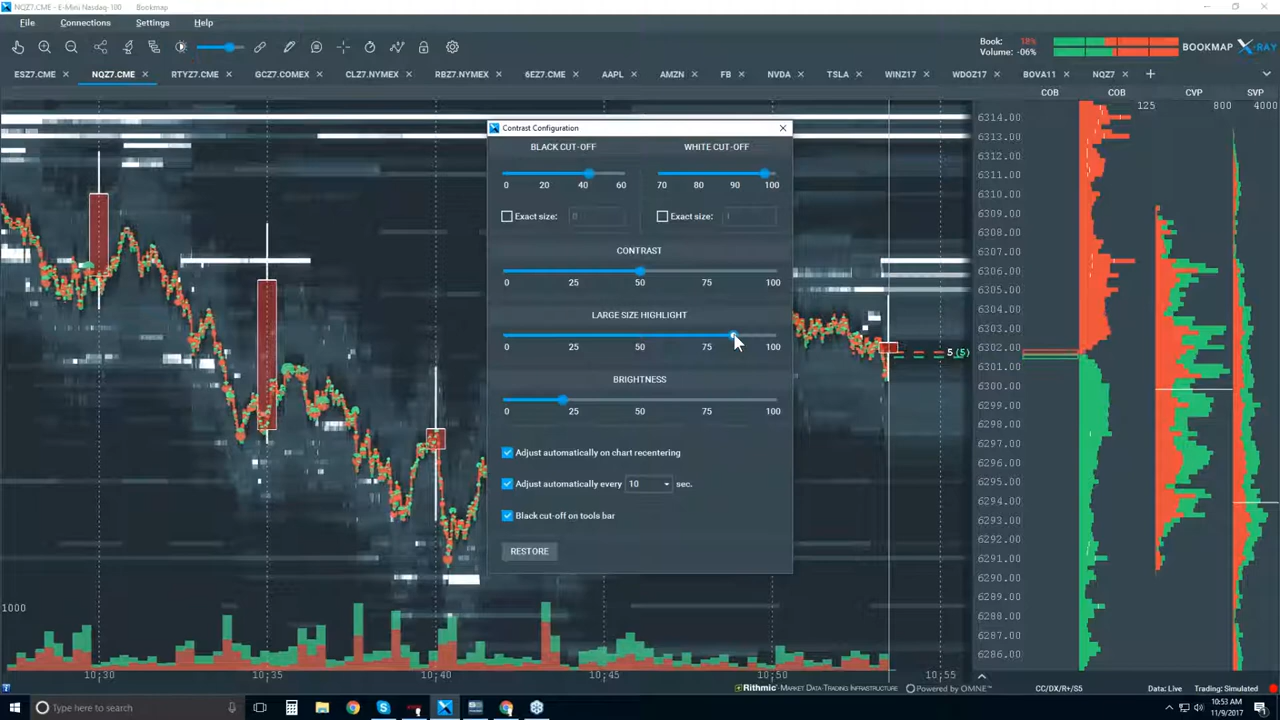 NQZ7.CME - E-Mini Nasdaq-100 Bookmap
File Connections Settings Help
Book: 18%
Volume: -06%
BOOKMAP X-RAY
ESZ7.CME NQZ7.CME RTYZ7.CME GCZ7.COMEX CLZ7.NYMEX RBZ7.NYMEX 6EZ7.CME AAPL AMZN FB NVDA TSLA WINZ17 WDOZ17 BOVA11 NQZ7
COB COB CVP SVP
125 800 4000
6314.00
6313.00
6312.00
6311.00
6310.00
6309.00
6308.00
6307.00
6306.00
6305.00
6304.00
6303.00
6302.00
6301.00
6300.00
6299.00
6298.00
6297.00
6296.00
6295.00
6294.00
6293.00
6292.00
6291.00
6290.00
6289.00
6288.00
6287.00
6286.00
5 (5)
Contrast Configuration
BLACK CUT-OFF WHITE CUT-OFF
0 20 40 60 70 80 90 100
Exact size: Exact size:
CONTRAST
0 25 50 75 100
LARGE SIZE HIGHLIGHT
0 25 50 75 100
BRIGHTNESS
0 25 50 75 100
Adjust automatically on chart recentering
Adjust automatically every 10 sec.
Black cut-off on tools bar
RESTORE
1000
10:30 10:35 10:40 10:45 10:50 10:55
Rithmic - MARKET DATA-TRADING INFRASTRUCTURE Powered by OMNE™
CC/DX/R+/S5 Data: Live Trading: Simulated
Type here to search
10:53 AM
11/9/2017